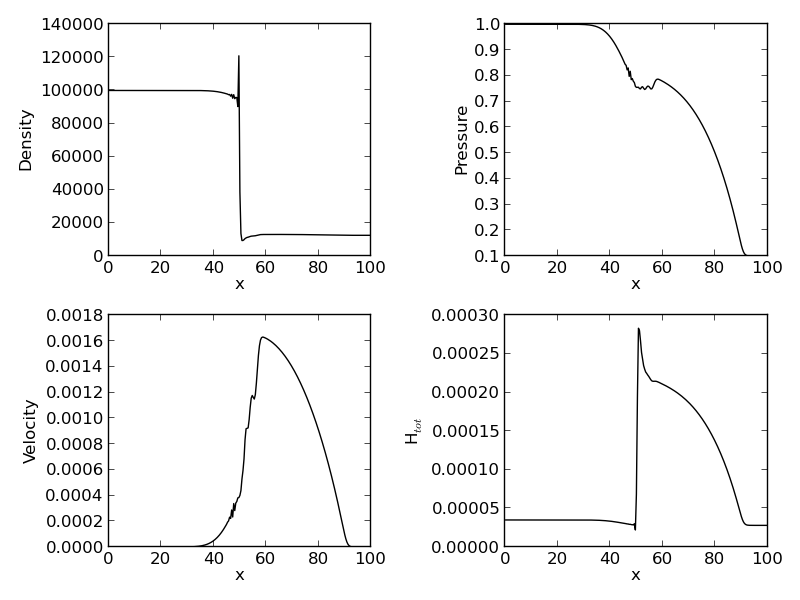 Density
140000
120000
100000
80000
60000
40000
20000
0
0 20 40 60 80 100
x
Pressure
1.0
0.9
0.8
0.7
0.6
0.5
0.4
0.3
0.2
0.1
0 20 40 60 80 100
x
Velocity
0.0018
0.0016
0.0014
0.0012
0.0010
0.0008
0.0006
0.0004
0.0002
0.0000
0 20 40 60 80 100
x
H_tot
0.00030
0.00025
0.00020
0.00015
0.00010
0.00005
0.00000
0 20 40 60 80 100
x